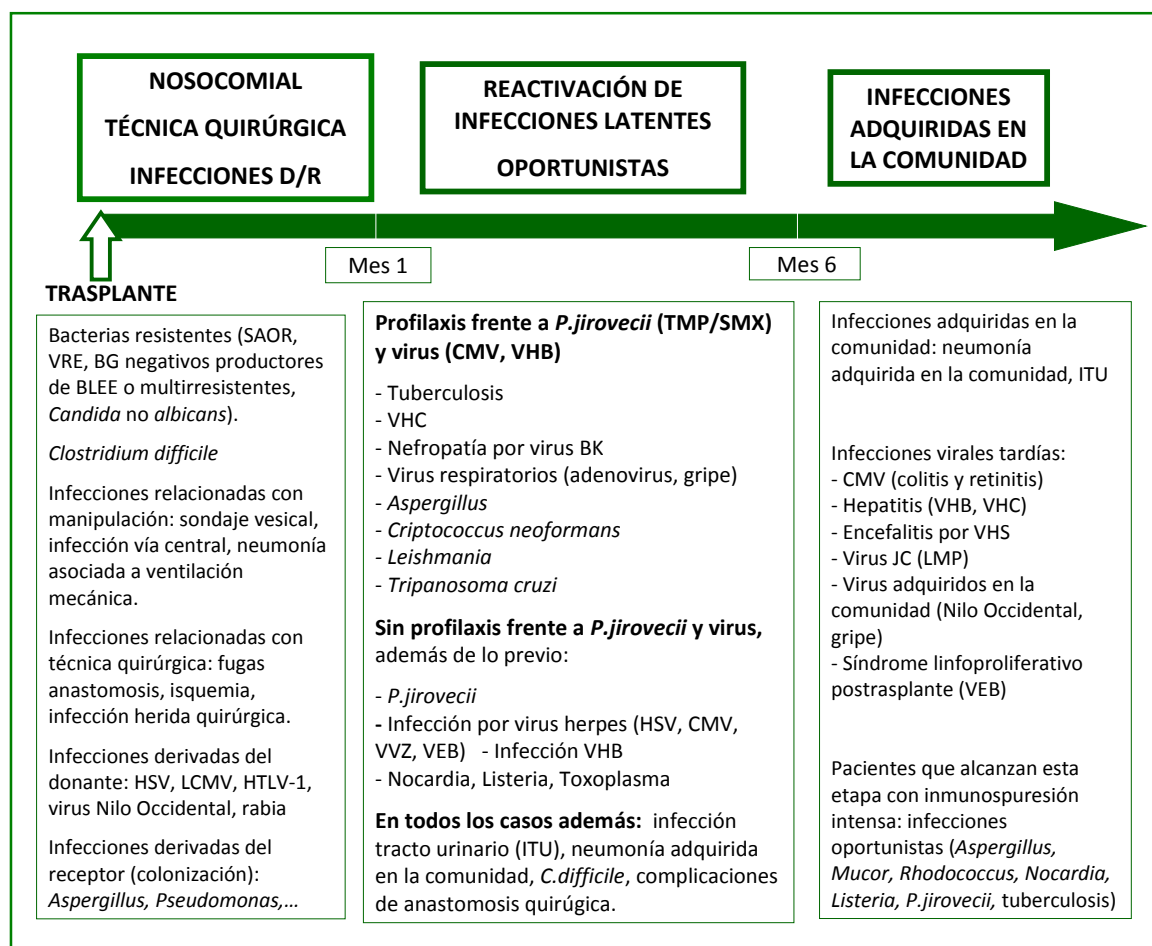 NOSOCOMIAL
TÉCNICA QUIRÚRGICA
INFECCIONES D/R
REACTIVACIÓN DE
INFECCIONES LATENTES
OPORTUNISTAS
INFECCIONES
ADQUIRIDAS EN
LA COMUNIDAD
Mes 1
Mes 6
TRASPLANTE
Bacterias resistentes (SAOR,
VRE, BG negativos productores
de BLEE o multirresistentes,
Candida no albicans).
Clostridium difficile
Infecciones relacionadas con
manipulación: sondaje vesical,
infección vía central, neumonía
asociada a ventilación
mecánica.
Infecciones relacionadas con
técnica quirúrgica: fugas
anastomosis, isquemia,
infección herida quirúrgica.
Infecciones derivadas del
donante: HSV, LCMV, HTLV-1,
virus Nilo Occidental, rabia
Infecciones derivadas del
receptor (colonización):
Aspergillus, Pseudomonas,...
Profilaxis frente a P.jirovecii (TMP/SMX)
y virus (CMV, VHB)
- Tuberculosis
- VHC
- Nefropatía por virus BK
- Virus respiratorios (adenovirus, gripe)
- Aspergillus
- Criptococcus neoformans
- Leishmania
- Tripanosoma cruzi
Sin profilaxis frente a P.jirovecii y virus,
además de lo previo:
- P.jirovecii
- Infección por virus herpes (HSV, CMV,
VVZ, VEB) - Infección VHB
- Nocardia, Listeria, Toxoplasma
En todos los casos además: infección
tracto urinario (ITU), neumonía adquirida
en la comunidad, C.difficile, complicaciones
de anastomosis quirúgica.
Infecciones adquiridas en la
comunidad: neumonía
adquirida en la comunidad, ITU
Infecciones virales tardías:
- CMV (colitis y retinitis)
- Hepatitis (VHB, VHC)
- Encefalitis por VHS
- Virus JC (LMP)
- Virus adquiridos en la
comunidad (Nilo Occidental,
gripe)
- Síndrome linfoproliferativo
postrasplante (VEB)
Pacientes que alcanzan esta
etapa con inmunospuresión
intensa: infecciones
oportunistas (Aspergillus,
Mucor, Rhodococcus, Nocardia,
Listeria, P.jirovecii, tuberculosis)